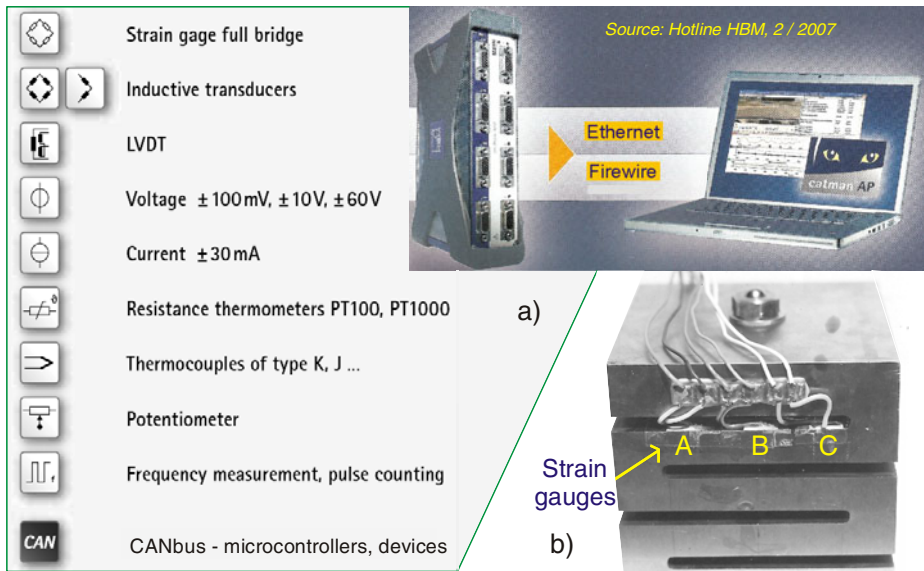 Strain gage full bridge
Inductive transducers
LVDT
Voltage ±100mV, ±10V, ±60V
Current ±30mA
Resistance thermometers PT100, PT1000
Thermocouples of type K, J ...
Potentiometer
Frequency measurement, pulse counting
CAN
CANbus - microcontrollers, devices
Source: Hotline HBM, 2 / 2007
Ethernet
Firewire
catman AP
a)
A B C
Strain
gauges
b)